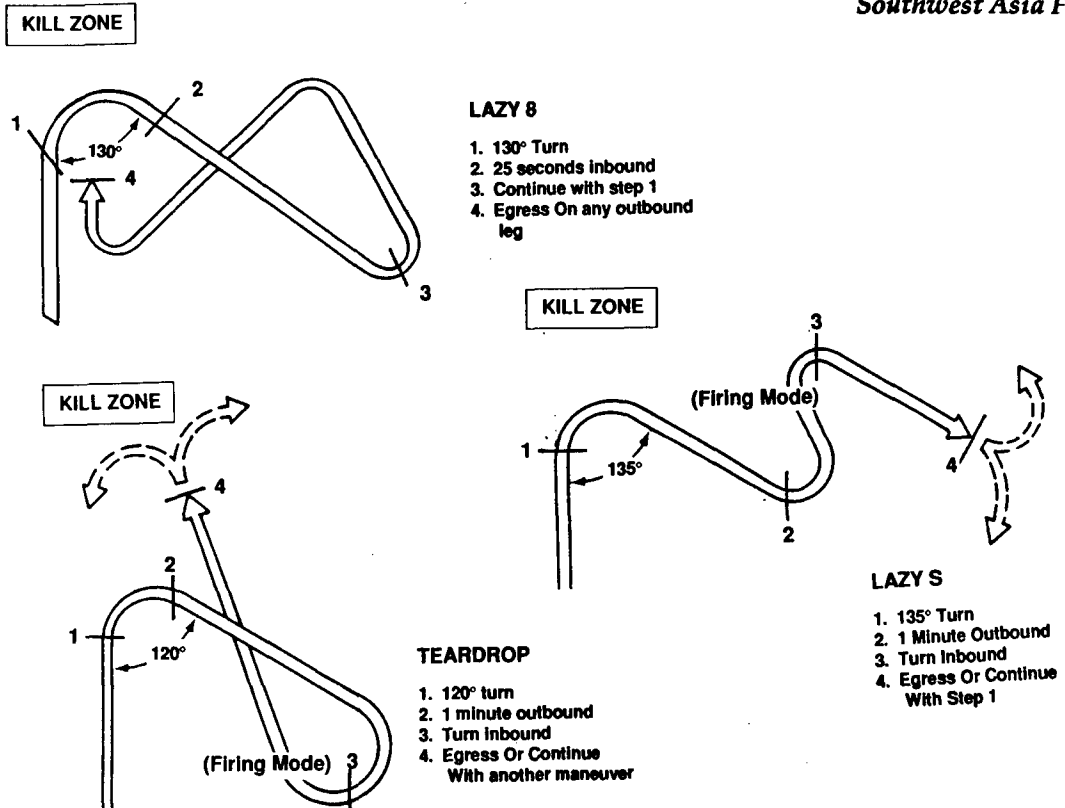 Southwest Asia F
KILL ZONE
1
2
130°
4
3
LAZY 8
1. 130° Turn
2. 25 seconds inbound
3. Continue with step 1
4. Egress On any outbound
leg
KILL ZONE
3
(Firing Mode)
1
135°
4
2
LAZY S
1. 135° Turn
2. 1 Minute Outbound
3. Turn Inbound
4. Egress Or Continue
With Step 1
KILL ZONE
4
2
1
120°
(Firing Mode) 3
TEARDROP
1. 120° turn
2. 1 minute outbound
3. Turn inbound
4. Egress Or Continue
With another maneuver